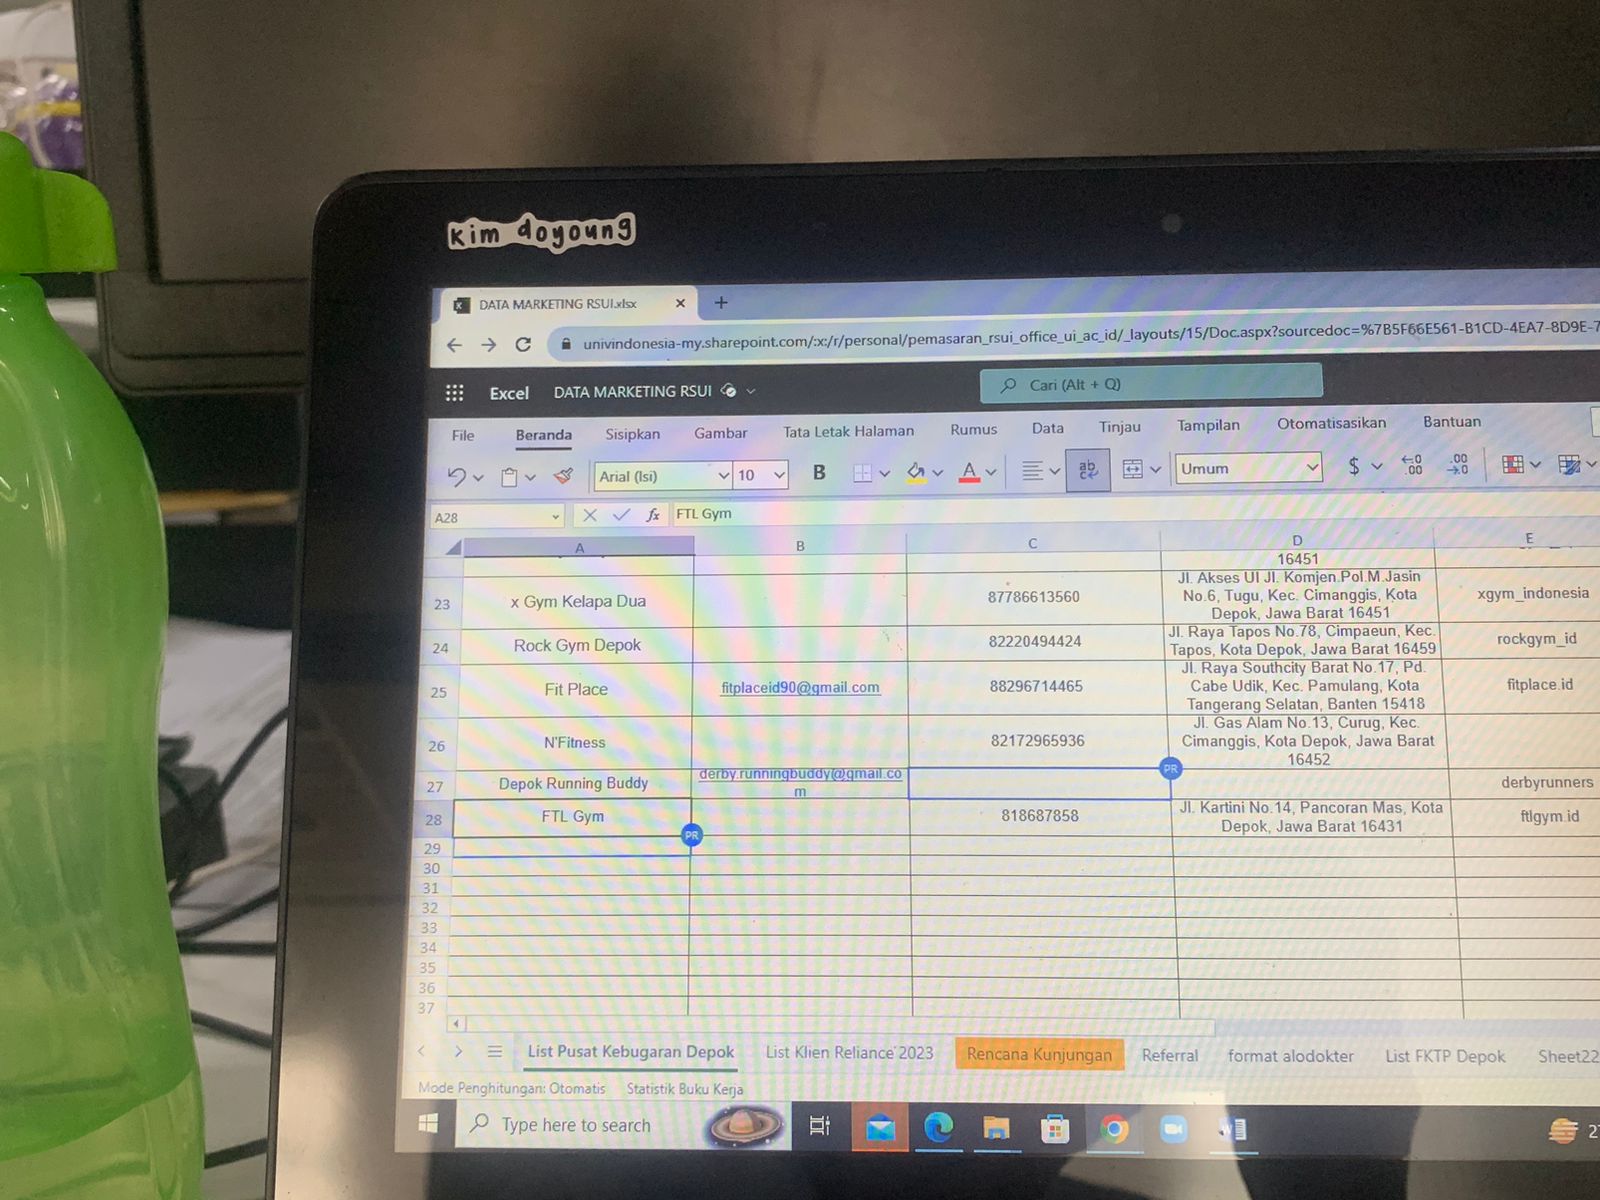 kim doyoung
DATA MARKETING RSUI.xlsx
univindonesia-my.sharepoint.com/:x:/r/personal/pemasaran_rsui_office_ui_ac_id/_layouts/15/Doc.aspx?sourcedoc=%7B5F66E561-B1CD-4EA7-8D9E-7
Excel DATA MARKETING RSUI Cari (Alt + Q)
File Beranda Sisipkan Gambar Tata Letak Halaman Rumus Data Tinjau Tampilan Otomatisasikan Bantuan
Arial (Isi) 10 B A ab Umum $
A28 fx FTL Gym
A B C D E
16451
23 x Gym Kelapa Dua 87786613560 Jl. Akses UI Jl. Komjen.Pol.M.Jasin No.6, Tugu, Kec. Cimanggis, Kota Depok, Jawa Barat 16451 xgym_indonesia
24 Rock Gym Depok 82220494424 Jl. Raya Tapos No.78, Cimpaeun, Kec. Tapos, Kota Depok, Jawa Barat 16459 rockgym_id
25 Fit Place fitplaceid90@gmail.com 88296714465 Jl. Raya Southcity Barat No.17, Pd. Cabe Udik, Kec. Pamulang, Kota Tangerang Selatan, Banten 15418 fitplace.id
26 N'Fitness 82172965936 Jl. Gas Alam No.13, Curug, Kec. Cimanggis, Kota Depok, Jawa Barat 16452
27 Depok Running Buddy derby.runningbuddy@gmail.com PR derbyrunners
28 FTL Gym 818687858 Jl. Kartini No.14, Pancoran Mas, Kota Depok, Jawa Barat 16431 ftlgym.id
PR
29
30
31
32
33
34
35
36
37
List Pusat Kebugaran Depok List Klien Reliance'2023 Rencana Kunjungan Referral format alodokter List FKTP Depok Sheet22
Mode Penghitungan: Otomatis Statistik Buku Kerja
Type here to search